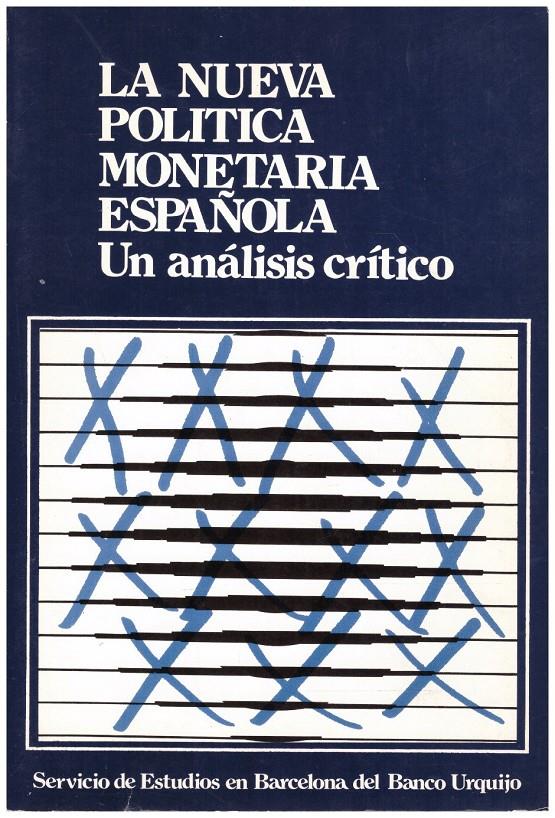 LA NUEVA
POLITICA
MONETARIA
ESPAÑOLA
Un análisis crítico
Servicio de Estudios en Barcelona del Banco Urquijo